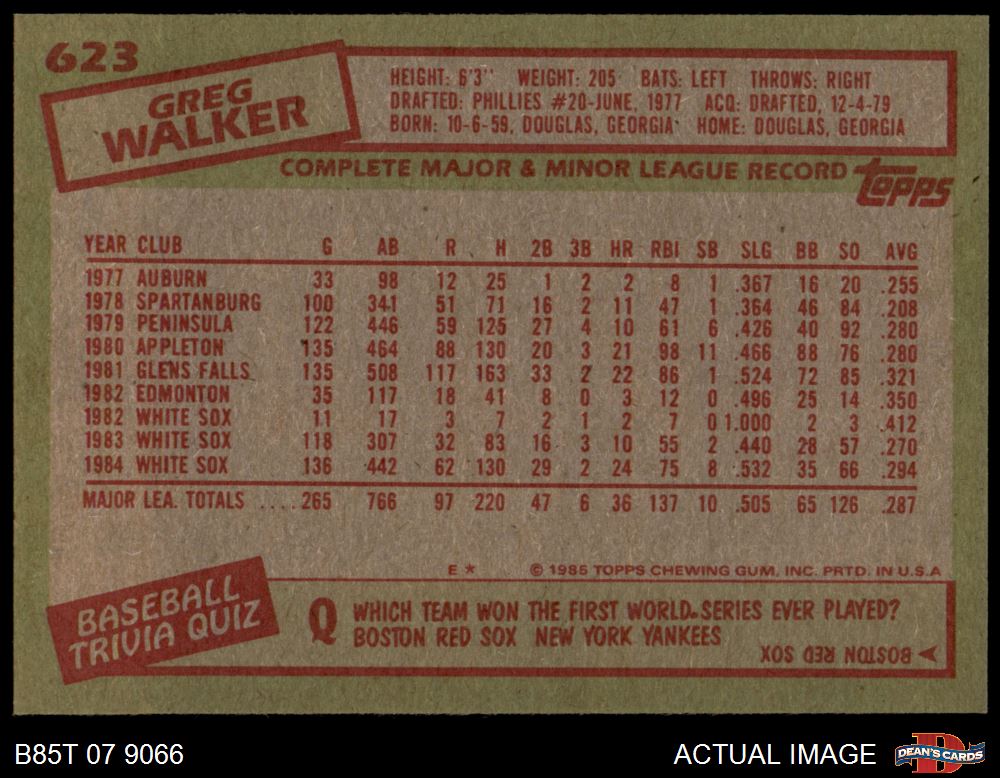 623
GREG
WALKER
HEIGHT: 6'3" WEIGHT: 205 BATS: LEFT THROWS: RIGHT
DRAFTED: PHILLIES #20-JUNE, 1977 ACQ: DRAFTED, 12-4-79
BORN: 10-6-59, DOUGLAS, GEORGIA HOME: DOUGLAS, GEORGIA
COMPLETE MAJOR & MINOR LEAGUE RECORD topps
YEAR CLUB G AB R H 2B 3B HR RBI SB SLG BB SO AVG
1977 AUBURN 33 98 12 25 1 2 2 8 1 .367 16 20 .255
1978 SPARTANBURG 100 341 51 71 16 2 11 47 1 .364 46 84 .208
1979 PENINSULA 122 446 59 125 27 4 10 61 6 .426 40 92 .280
1980 APPLETON 135 464 88 130 20 3 21 98 11 .466 88 76 .280
1981 GLENS FALLS 135 508 117 163 33 2 22 86 1 .524 72 85 .321
1982 EDMONTON 35 117 18 41 8 0 3 12 0 .496 25 14 .350
1982 WHITE SOX 11 17 3 7 2 1 2 7 0 1.000 2 3 .412
1983 WHITE SOX 118 307 32 83 16 3 10 55 2 .440 28 57 .270
1984 WHITE SOX 136 442 62 130 29 2 24 75 8 .532 35 66 .294
MAJOR LEA. TOTALS ....265 766 97 220 47 6 36 137 10 .505 65 126 .287
E * © 1985 TOPPS CHEWING GUM, INC. PRTD. IN U.S.A
BASEBALL
TRIVIA QUIZ
Q WHICH TEAM WON THE FIRST WORLD SERIES EVER PLAYED?
BOSTON RED SOX NEW YORK YANKEES
BOSTON RED SOX
B85T 07 9066
ACTUAL IMAGE
DEAN'S CARDS